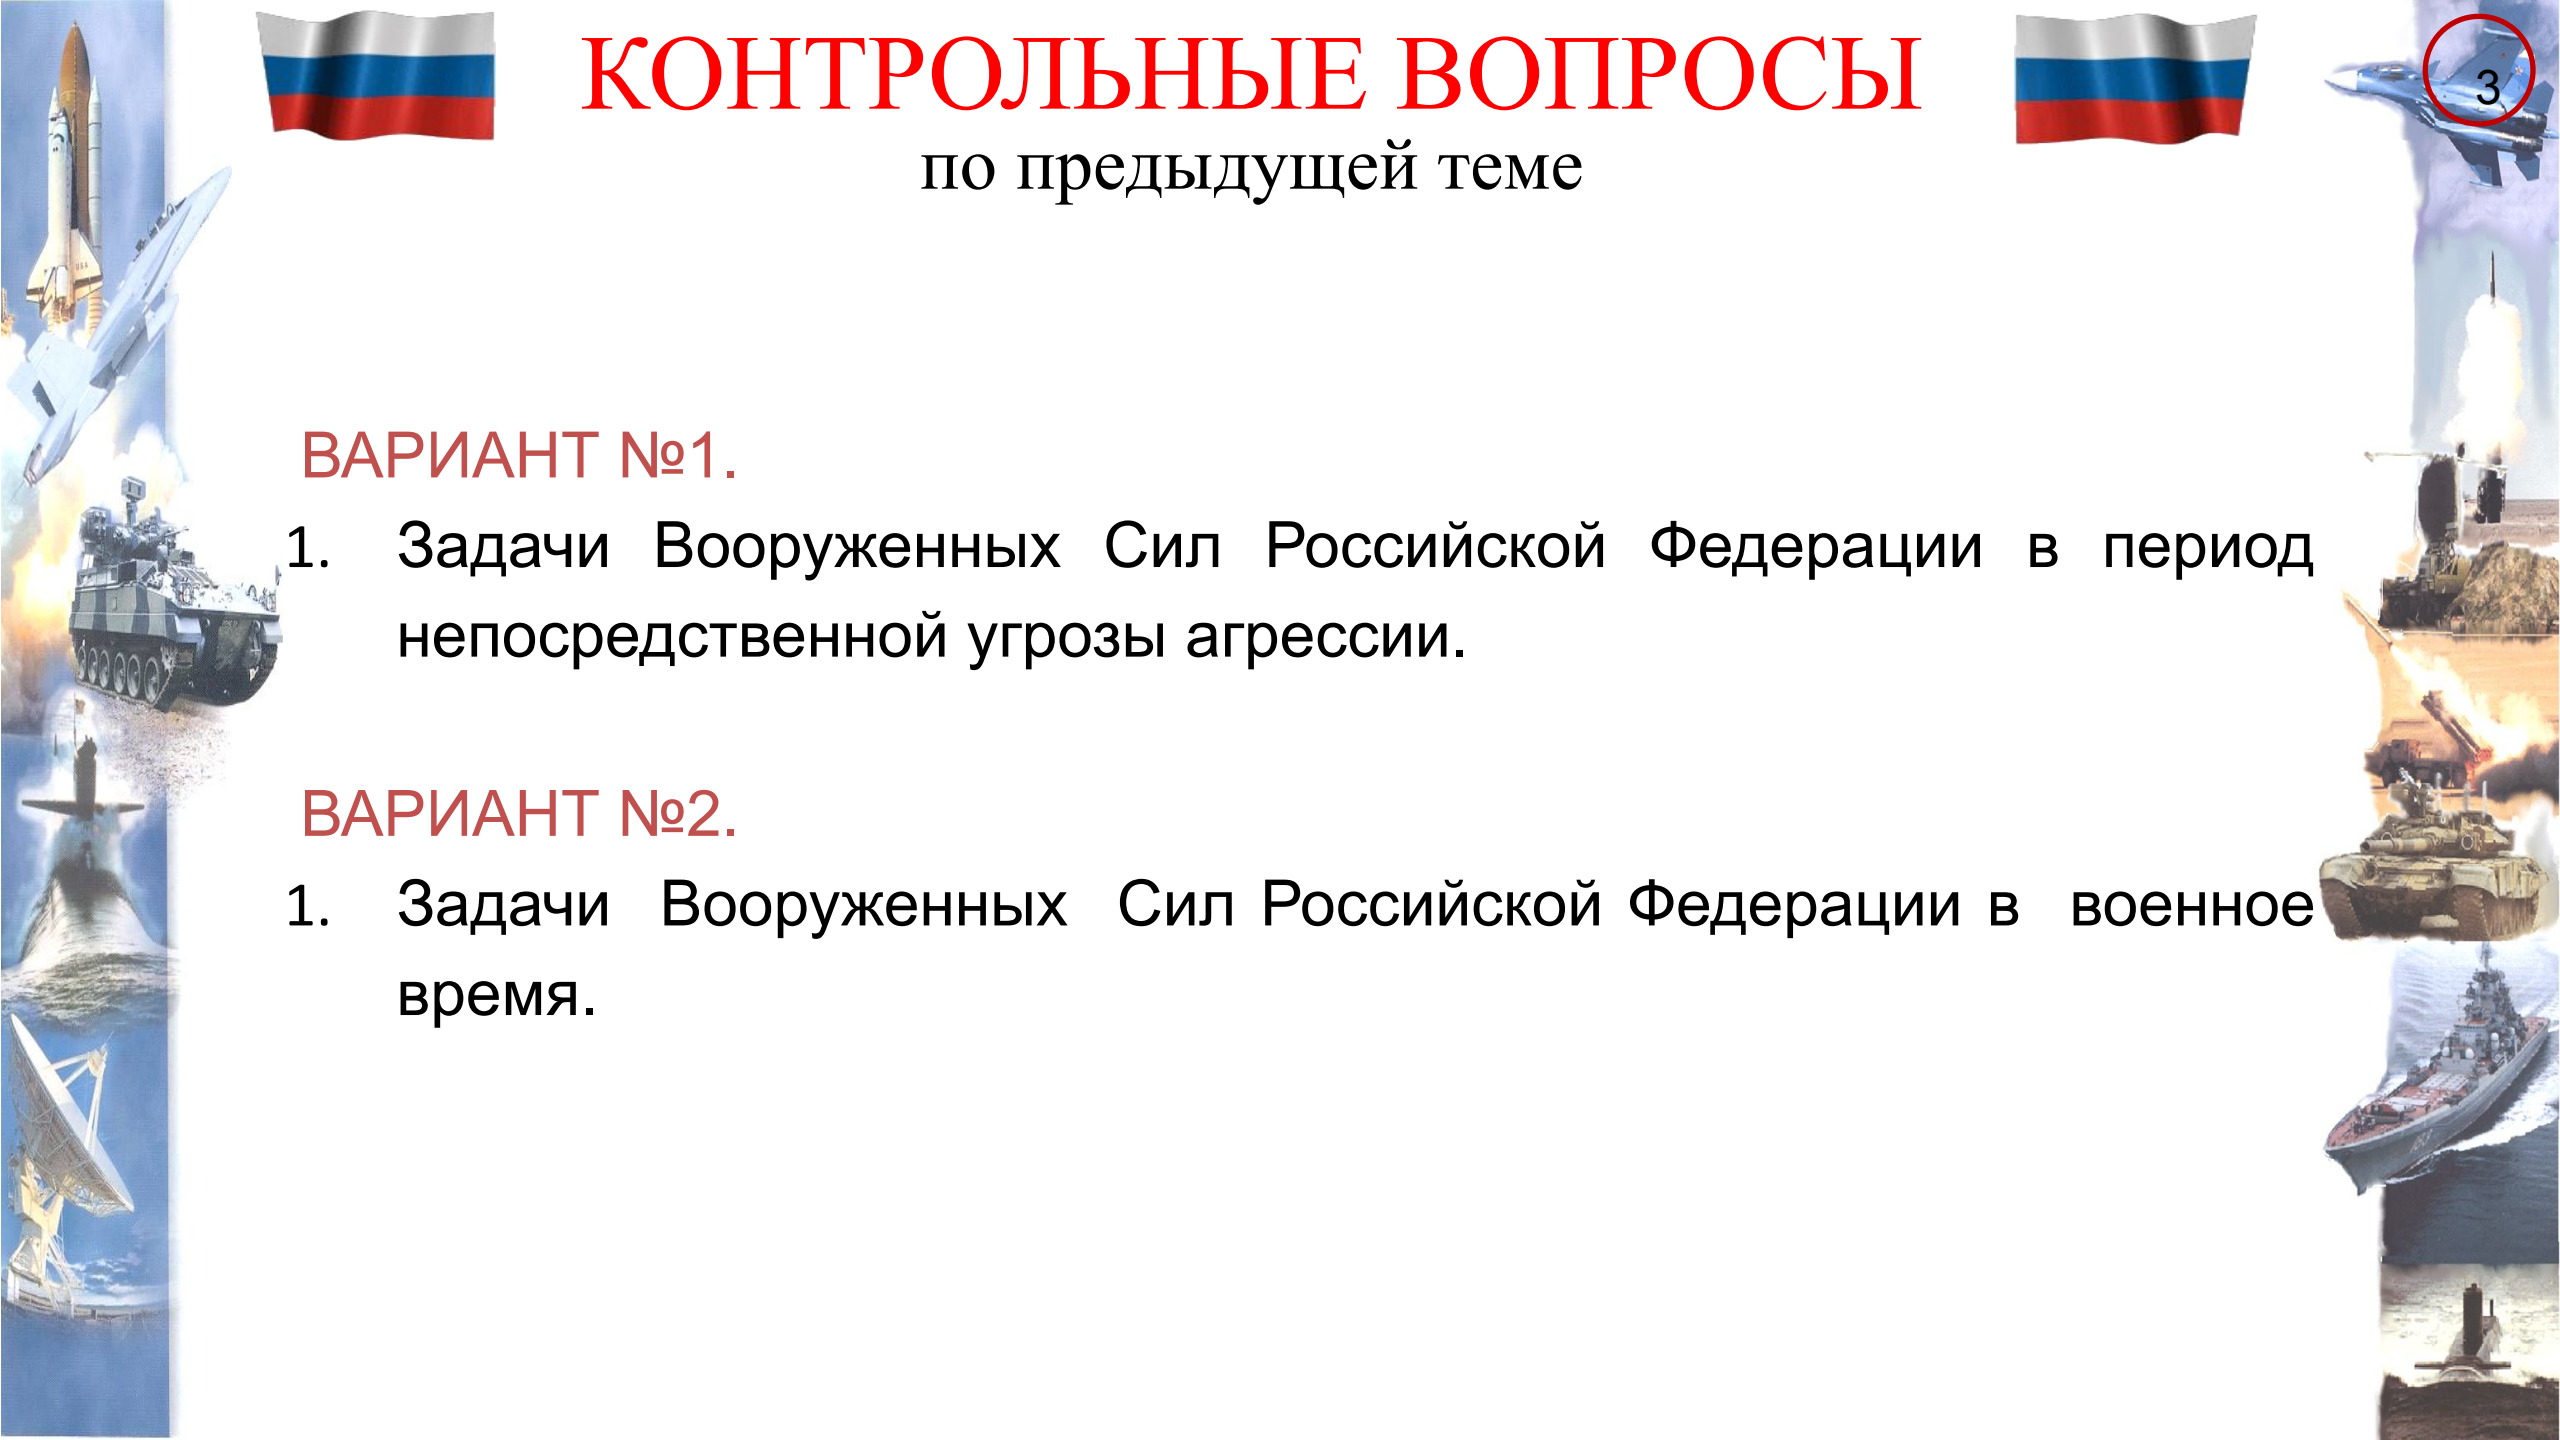 КОНТРОЛЬНЫЕ ВОПРОСЫ
3
по предыдущей теме
ВАРИАНТ №1.
1. Задачи Вооруженных Сил Российской Федерации в период
непосредственной угрозы агрессии.
ВАРИАНТ №2.
1. Задачи Вооруженных Сил Российской Федерации в военное
время.
USA